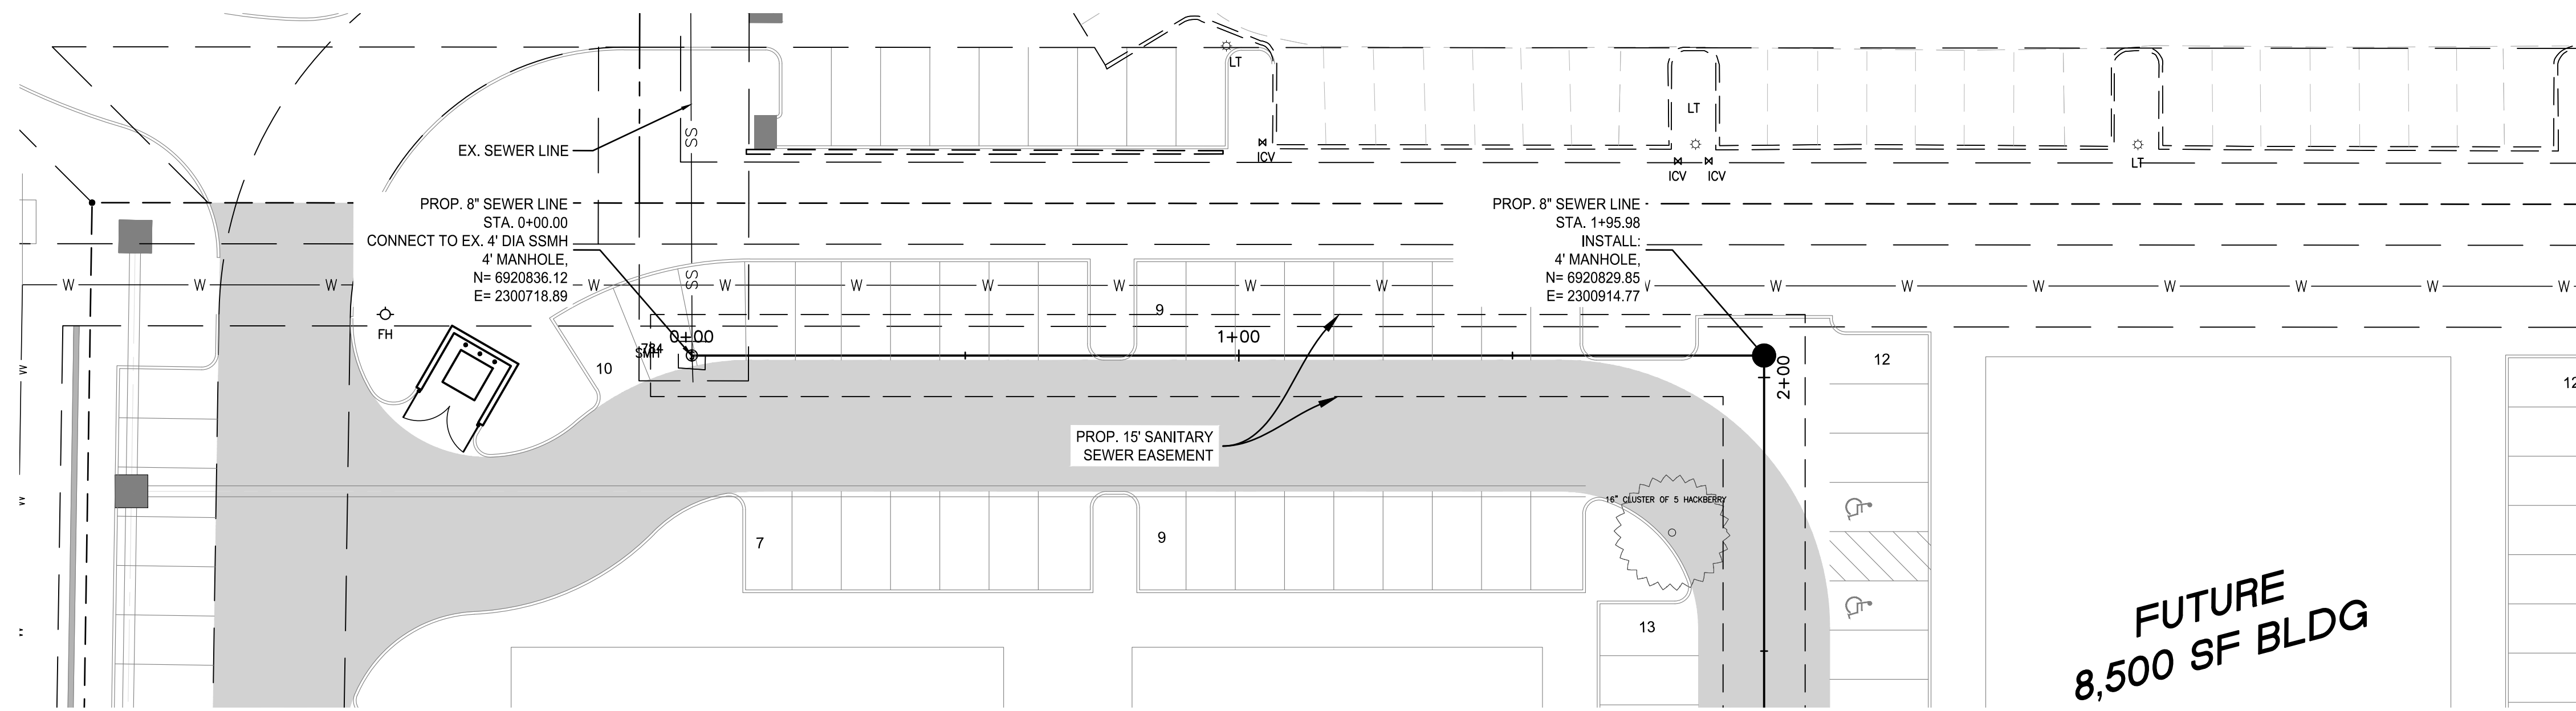 LT
LT
ICV
EX. SEWER LINE
SS
ICV
ICV
ICV
LT
PROP. 8" SEWER LINE
STA. 0+00.00
CONNECT TO EX. 4' DIA SSMH
4' MANHOLE,
N= 6920836.12
E= 2300718.89
PROP. 8" SEWER LINE
STA. 1+95.98
INSTALL:
4' MANHOLE,
N= 6920829.85
E= 2300914.77
SS
W W W W W W W W W W W W W W W W W W W
9
FH
0+00
1+00
784
SMH
10
12
12
2+00
W
W
PROP. 15' SANITARY
SEWER EASEMENT
16" CLUSTER OF 5 HACKBERRY
7
9
13
FUTURE
8,500 SF BLDG